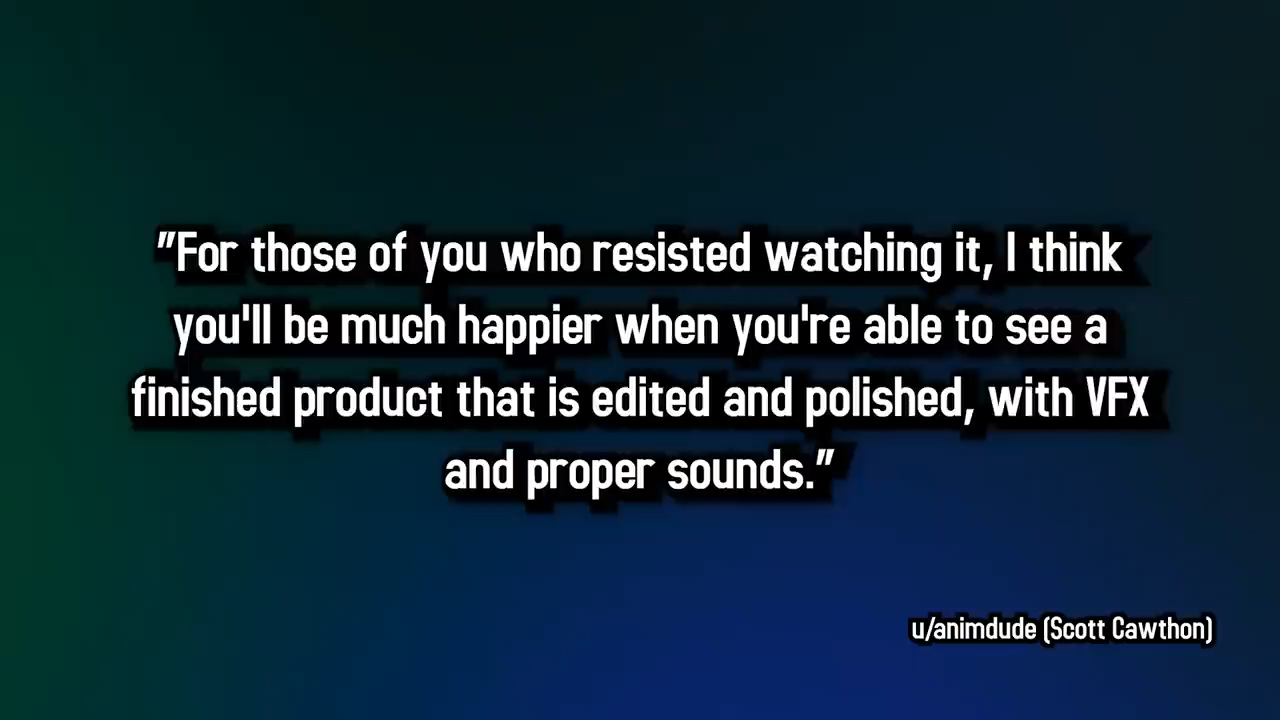 "For those of you who resisted watching it, I think
you'll be much happier when you're able to see a
finished product that is edited and polished, with VFX
and proper sounds."
u/animdude (Scott Cawthon)